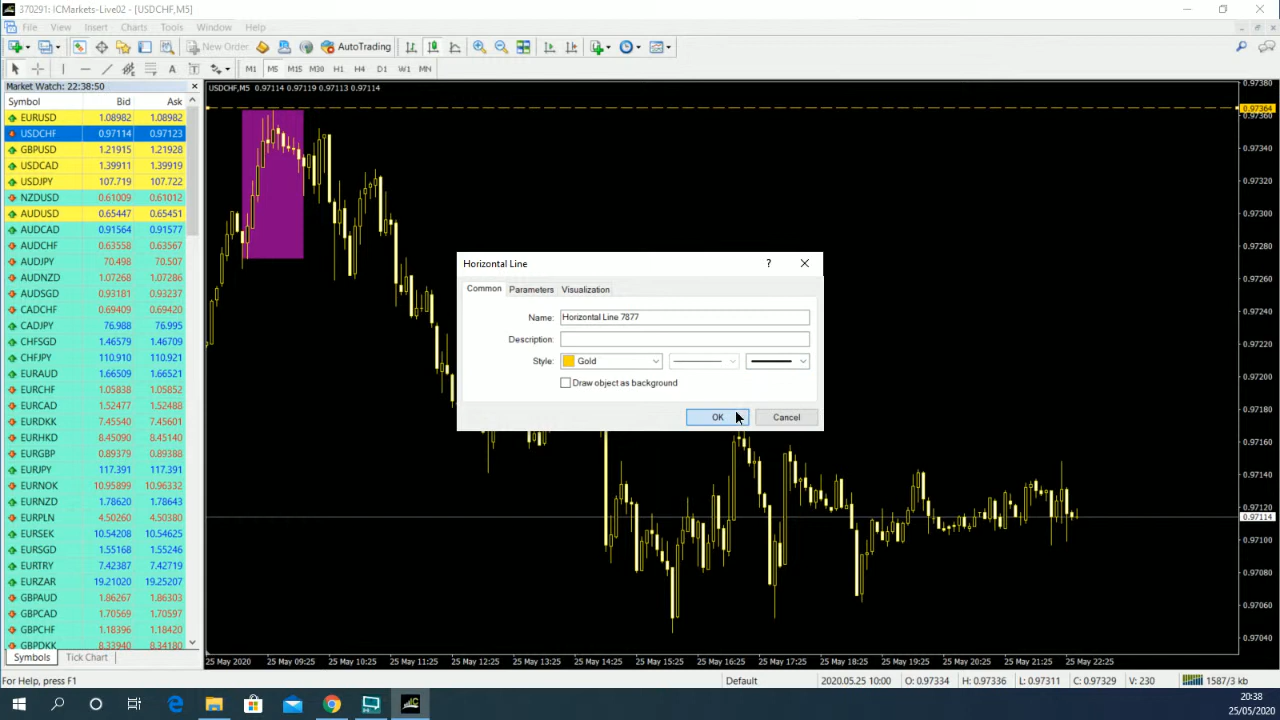 370291: ICMarkets-Live02 - [USDCHF,M5]
File View Insert Charts Tools Window Help
New Order AutoTrading
A T M1 M5 M15 M30 H1 H4 D1 W1 MN
Market Watch: 22:38:50
Symbol Bid Ask
EURUSD 1.08982 1.08982
USDCHF 0.97114 0.97123
GBPUSD 1.21915 1.21928
USDCAD 1.39911 1.39919
USDJPY 107.719 107.722
NZDUSD 0.61009 0.61012
AUDUSD 0.65447 0.65451
AUDCAD 0.91564 0.91577
AUDCHF 0.63558 0.63567
AUDJPY 70.498 70.507
AUDNZD 1.07268 1.07286
AUDSGD 0.93181 0.93237
CADCHF 0.69409 0.69420
CADJPY 76.988 76.995
CHFSGD 1.46579 1.46709
CHFJPY 110.910 110.921
EURAUD 1.66509 1.66521
EURCHF 1.05838 1.05852
EURCAD 1.52477 1.52488
EURDKK 7.45540 7.45601
EURHKD 8.45090 8.45140
EURGBP 0.89379 0.89388
EURJPY 117.391 117.391
EURNOK 10.95899 10.96332
EURNZD 1.78620 1.78643
EURPLN 4.50260 4.50380
EURSEK 10.54208 10.54625
EURSGD 1.55168 1.55246
EURTRY 7.42387 7.42719
EURZAR 19.21020 19.25207
GBPAUD 1.86267 1.86303
GBPCAD 1.70569 1.70613
GBPCHF 1.18396 1.18420
GBPDKK 8.33940 8.34180
Symbols Tick Chart
USDCHF,M5 0.97114 0.97119 0.97113 0.97114
0.97380
0.97364
0.97360
0.97340
0.97320
0.97300
0.97280
0.97260
0.97240
0.97220
0.97200
0.97180
0.97160
0.97140
0.97120
0.97114
0.97100
0.97080
0.97060
0.97040
Horizontal Line ?
Common Parameters Visualization
Name: Horizontal Line 7877
Description:
Style: Gold
Draw object as background
OK Cancel
25 May 2020 25 May 09:25 25 May 10:25 25 May 11:25 25 May 12:25 25 May 13:25 25 May 14:25 25 May 15:25 25 May 16:25 25 May 17:25 25 May 18:25 25 May 19:25 25 May 20:25 25 May 21:25 25 May 22:25
For Help, press F1 Default 2020.05.25 10:00 O: 0.97334 H: 0.97336 L: 0.97311 C: 0.97329 V: 230 1587/3 kb
20:38
25/05/2020